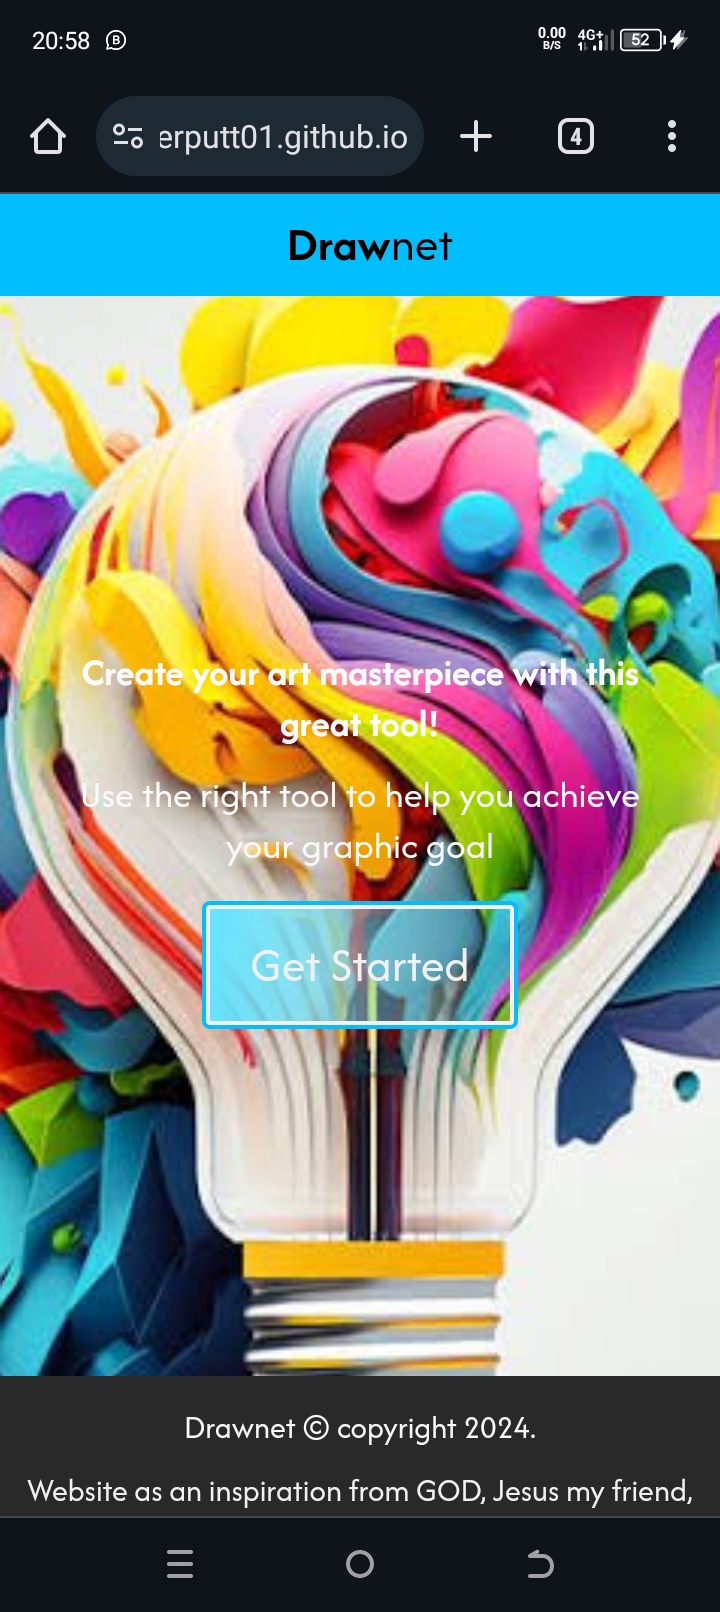 20:58
0.00 B/S 4G+ 52
erputt01.github.io 4
Drawnet
Create your art masterpiece with this
great tool!
Use the right tool to help you achieve
your graphic goal
Get Started
Drawnet © copyright 2024.
Website as an inspiration from GOD, Jesus my friend,